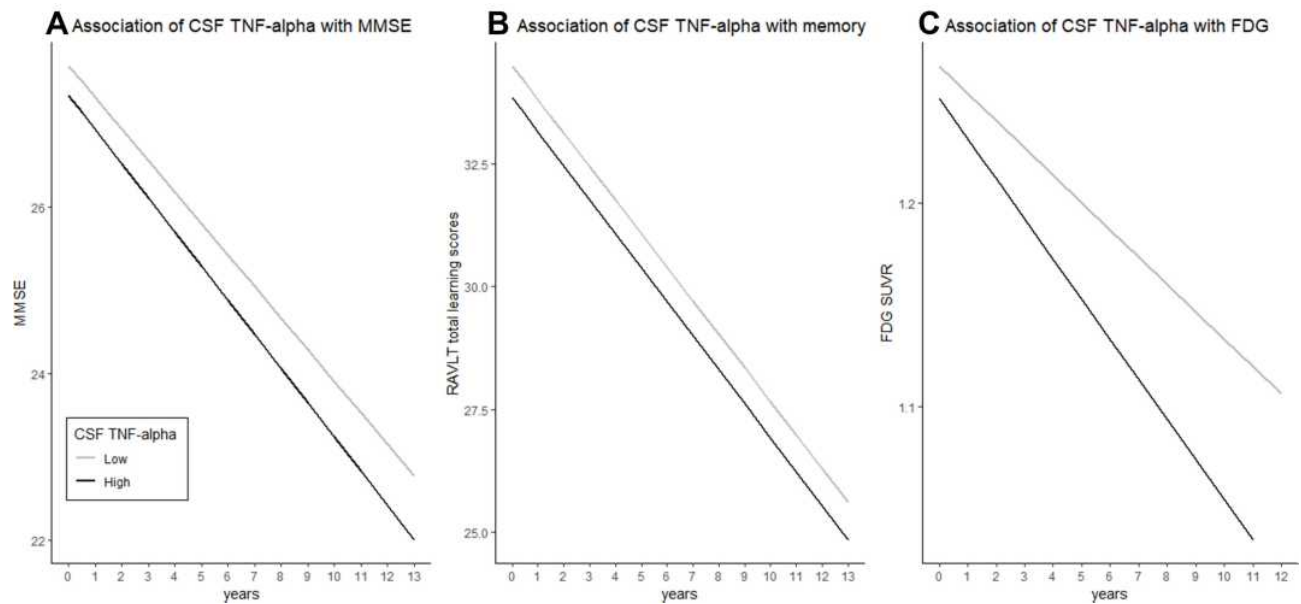 A Association of CSF TNF-alpha with MMSE
MMSE
26
24
22
CSF TNF-alpha
Low
High
0 1 2 3 4 5 6 7 8 9 10 11 12 13
years
B Association of CSF TNF-alpha with memory
RAVLT total learning scores
32.5
30.0
27.5
25.0
0 1 2 3 4 5 6 7 8 9 10 11 12 13
years
C Association of CSF TNF-alpha with FDG
FDG SUVR
1.2
1.1
0 1 2 3 4 5 6 7 8 9 10 11 12
years